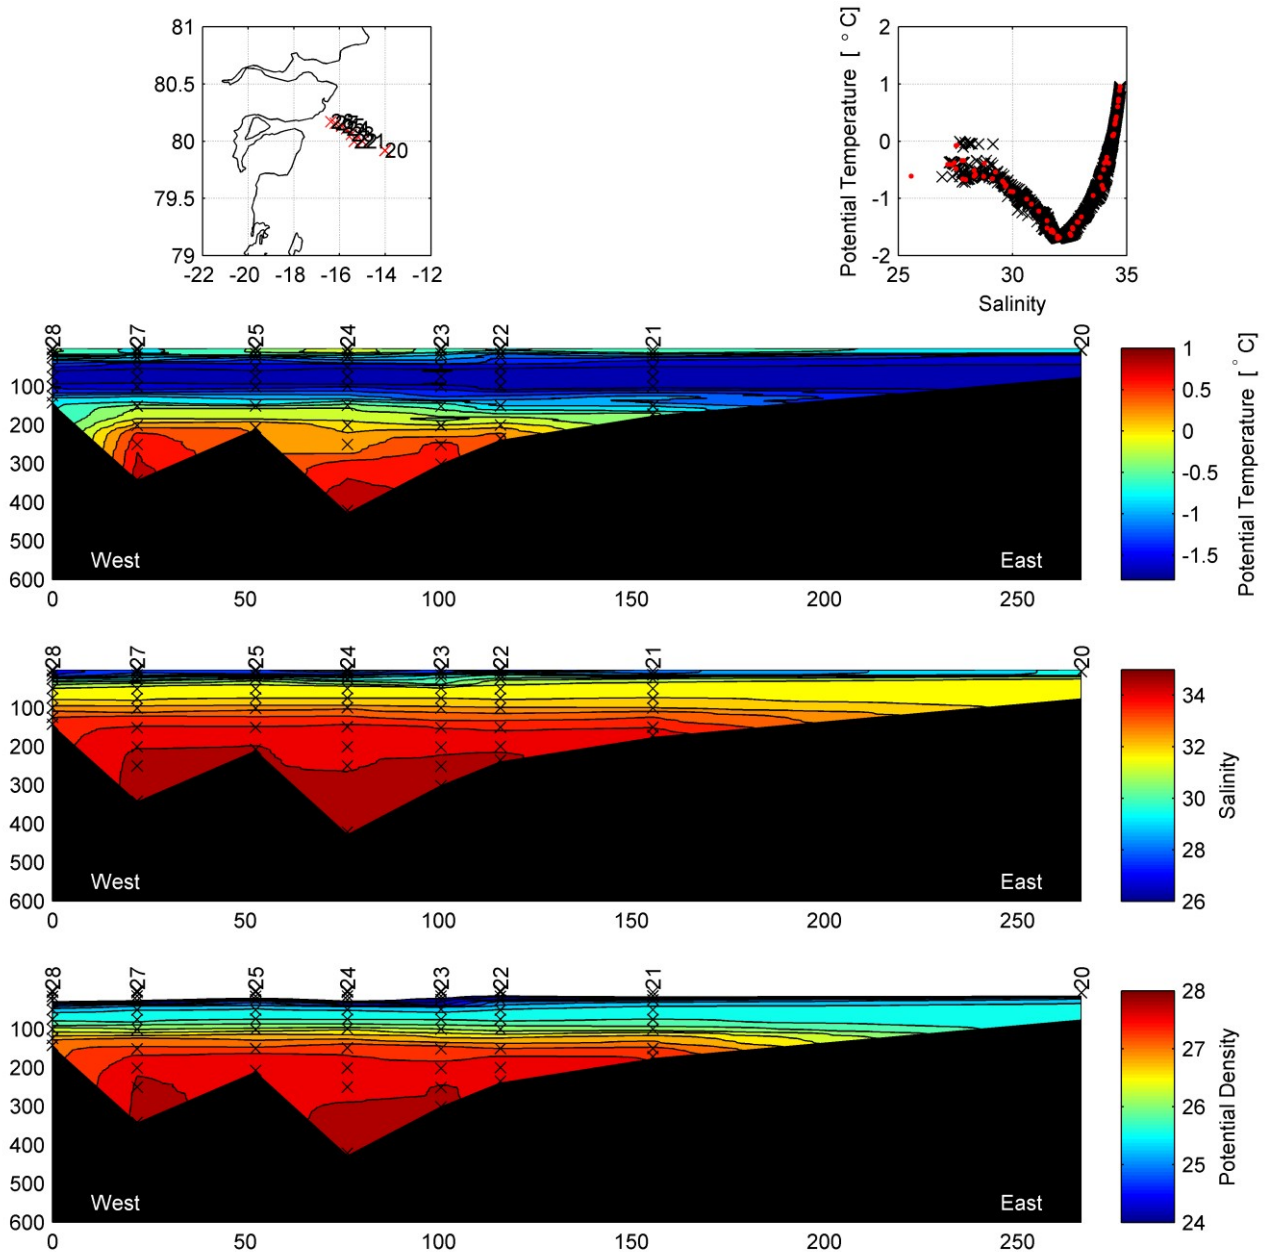 81
80.5
80
79.5
79
-22 -20 -18 -16 -14 -12
20
2
1
0
-1
-2
25 30 35
Salinity
Potential Temperature [ ° C]
28 27 25 24 23 22 21 20
100
200
300
400
500
600
West East
0 50 100 150 200 250
1
0.5
0
-0.5
-1
-1.5
Potential Temperature [ ° C]
28 27 25 24 23 22 21 20
100
200
300
400
500
600
West East
0 50 100 150 200 250
34
32
30
28
26
Salinity
28 27 25 24 23 22 21 20
100
200
300
400
500
600
West East
0 50 100 150 200 250
28
27
26
25
24
Potential Density